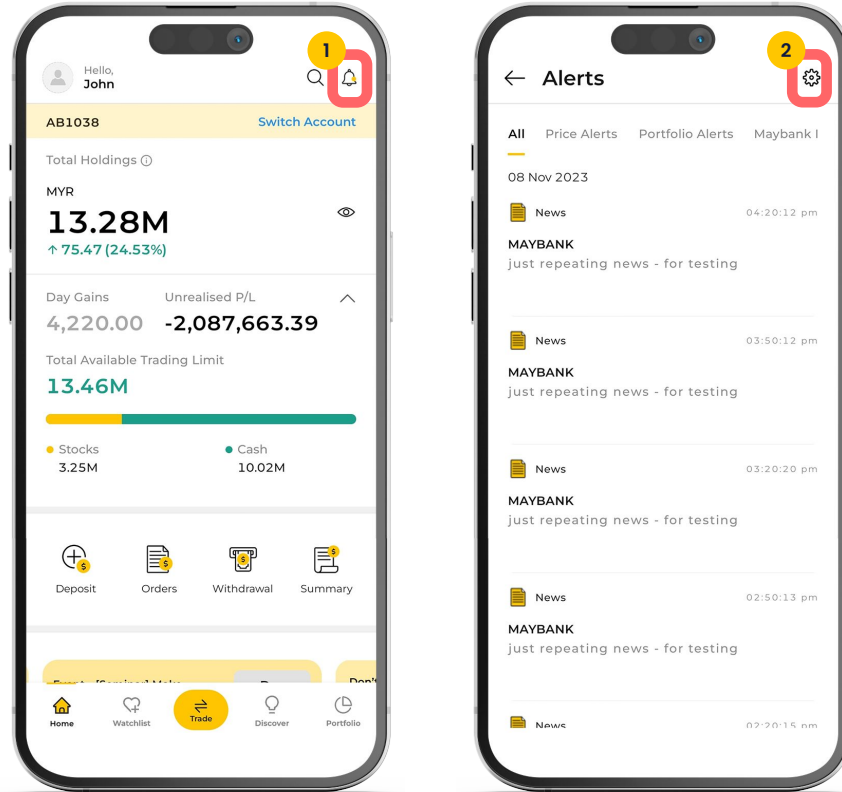 1
Hello,
John
AB1038 Switch Account
Total Holdings
MYR
13.28M
↑ 75.47 (24.53%)
Day Gains Unrealised P/L
4,220.00 -2,087,663.39
Total Available Trading Limit
13.46M
Stocks Cash
3.25M 10.02M
Deposit Orders Withdrawal Summary
Don't
Home Watchlist Trade Discover Portfolio
2
Alerts
All Price Alerts Portfolio Alerts Maybank I
08 Nov 2023
News 04:20:12 pm
MAYBANK
just repeating news - for testing
News 03:50:12 pm
MAYBANK
just repeating news - for testing
News 03:20:20 pm
MAYBANK
just repeating news - for testing
News 02:50:13 pm
MAYBANK
just repeating news - for testing
News 02:20:15 pm